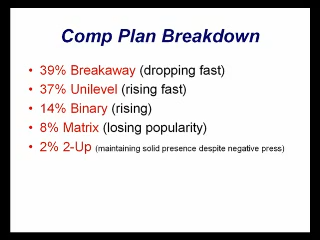 Comp Plan Breakdown
• 39% Breakaway (dropping fast)
• 37% Unilevel (rising fast)
• 14% Binary (rising)
• 8% Matrix (losing popularity)
• 2% 2-Up (maintaining solid presence despite negative press)